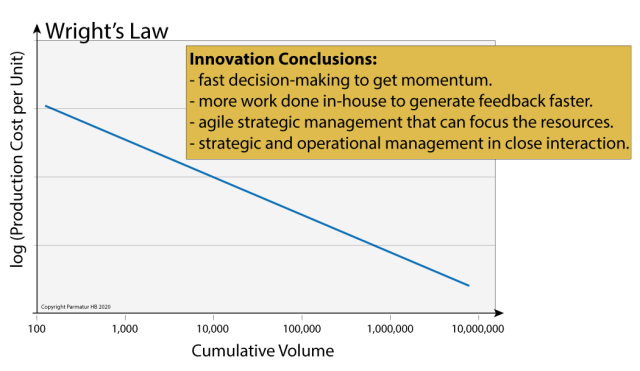 Wright's Law
Innovation Conclusions:
- fast decision-making to get momentum.
- more work done in-house to generate feedback faster.
- agile strategic management that can focus the resources.
- strategic and operational management in close interaction.
log (Production Cost per Unit)
Copyright Parmatur HB 2020
100 1,000 10,000 100,000 1,000,000 10,000,000
Cumulative Volume